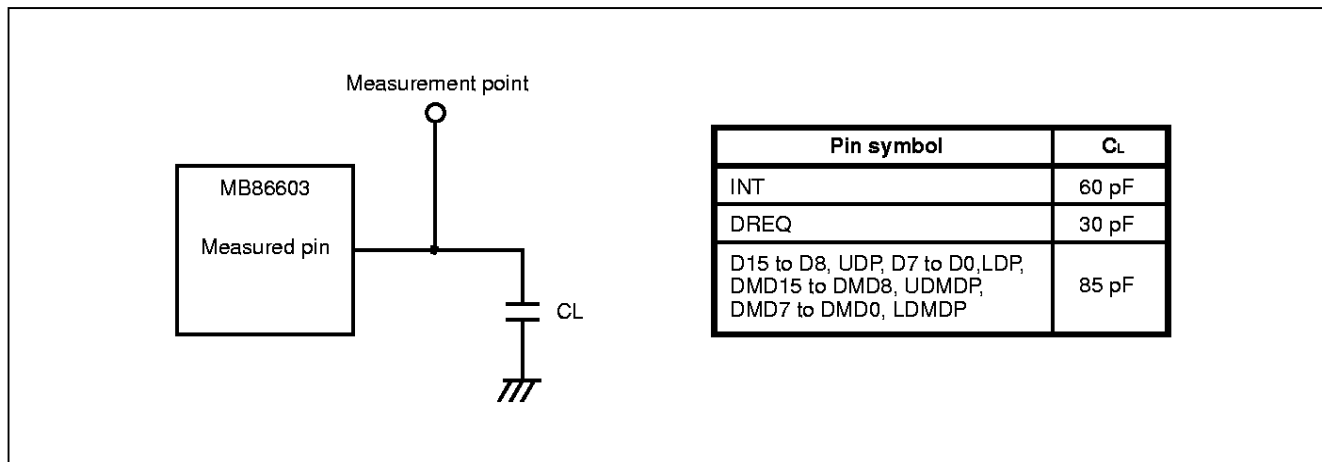 Measurement point
MB86603
Measured pin
CL
Pin symbol CL
INT 60 pF
DREQ 30 pF
D15 to D8, UDP, D7 to D0,LDP,
DMD15 to DMD8, UDMDP,
DMD7 to DMD0, LDMDP
85 pF